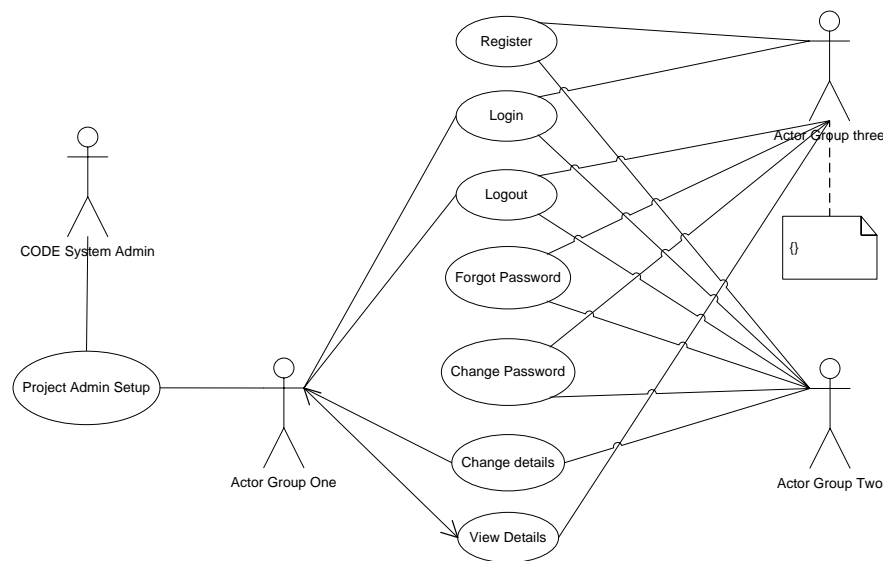 Register
Login
Actor Group three
CODE System Admin
Logout
{}
Forgot Password
Change Password
Project Admin Setup
Change details
Actor Group One
Actor Group Two
View Details